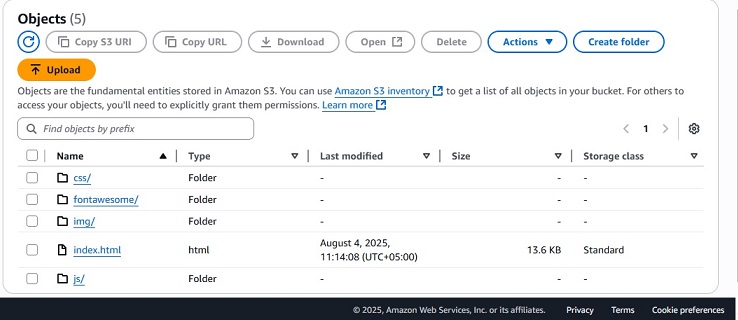 Objects (5)
Copy S3 URI Copy URL Download Open Delete Actions Create folder
Upload
Objects are the fundamental entities stored in Amazon S3. You can use Amazon S3 inventory to get a list of all objects in your bucket. For others to
access your objects, you'll need to explicitly grant them permissions. Learn more
Find objects by prefix 1
Name Type Last modified Size Storage class
css/ Folder - - -
fontawesome/ Folder - - -
img/ Folder - - -
index.html html August 4, 2025, 13.6 KB Standard
11:14:08 (UTC+05:00)
js/ Folder - - -
© 2025, Amazon Web Services, Inc. or its affiliates. Privacy Terms Cookie preferences